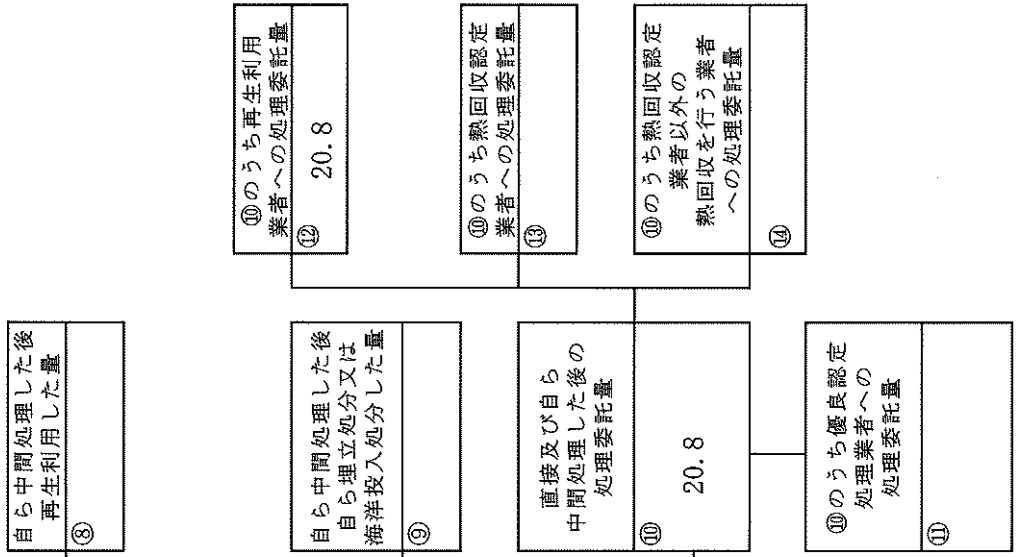 自ら中間処理した後
再生利用した量
⑧
自ら中間処理した後
自ら埋立処分又は
海洋投入処分した量
⑨
直接及び自ら
中間処理した後の
処理委託量
⑩
20.8
⑩のうち優良認定
処理業者への
処理委託量
⑪
⑩のうち再生利用
業者への処理委託量
⑫
20.8
⑩のうち熱回収認定
業者への処理委託量
⑬
⑩のうち熱回収認定
業者以外の
熱回収を行う業者
への処理委託量
⑭